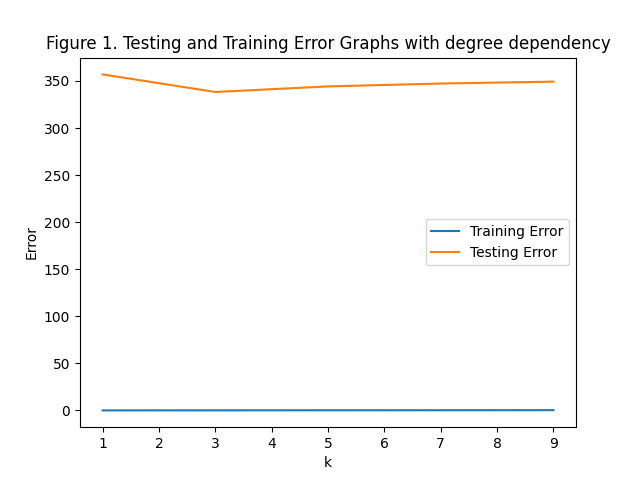 Figure 1. Testing and Training Error Graphs with degree dependency
350
300
250
200
150
100
50
0
Error
Training Error
Testing Error
1 2 3 4 5 6 7 8 9
k